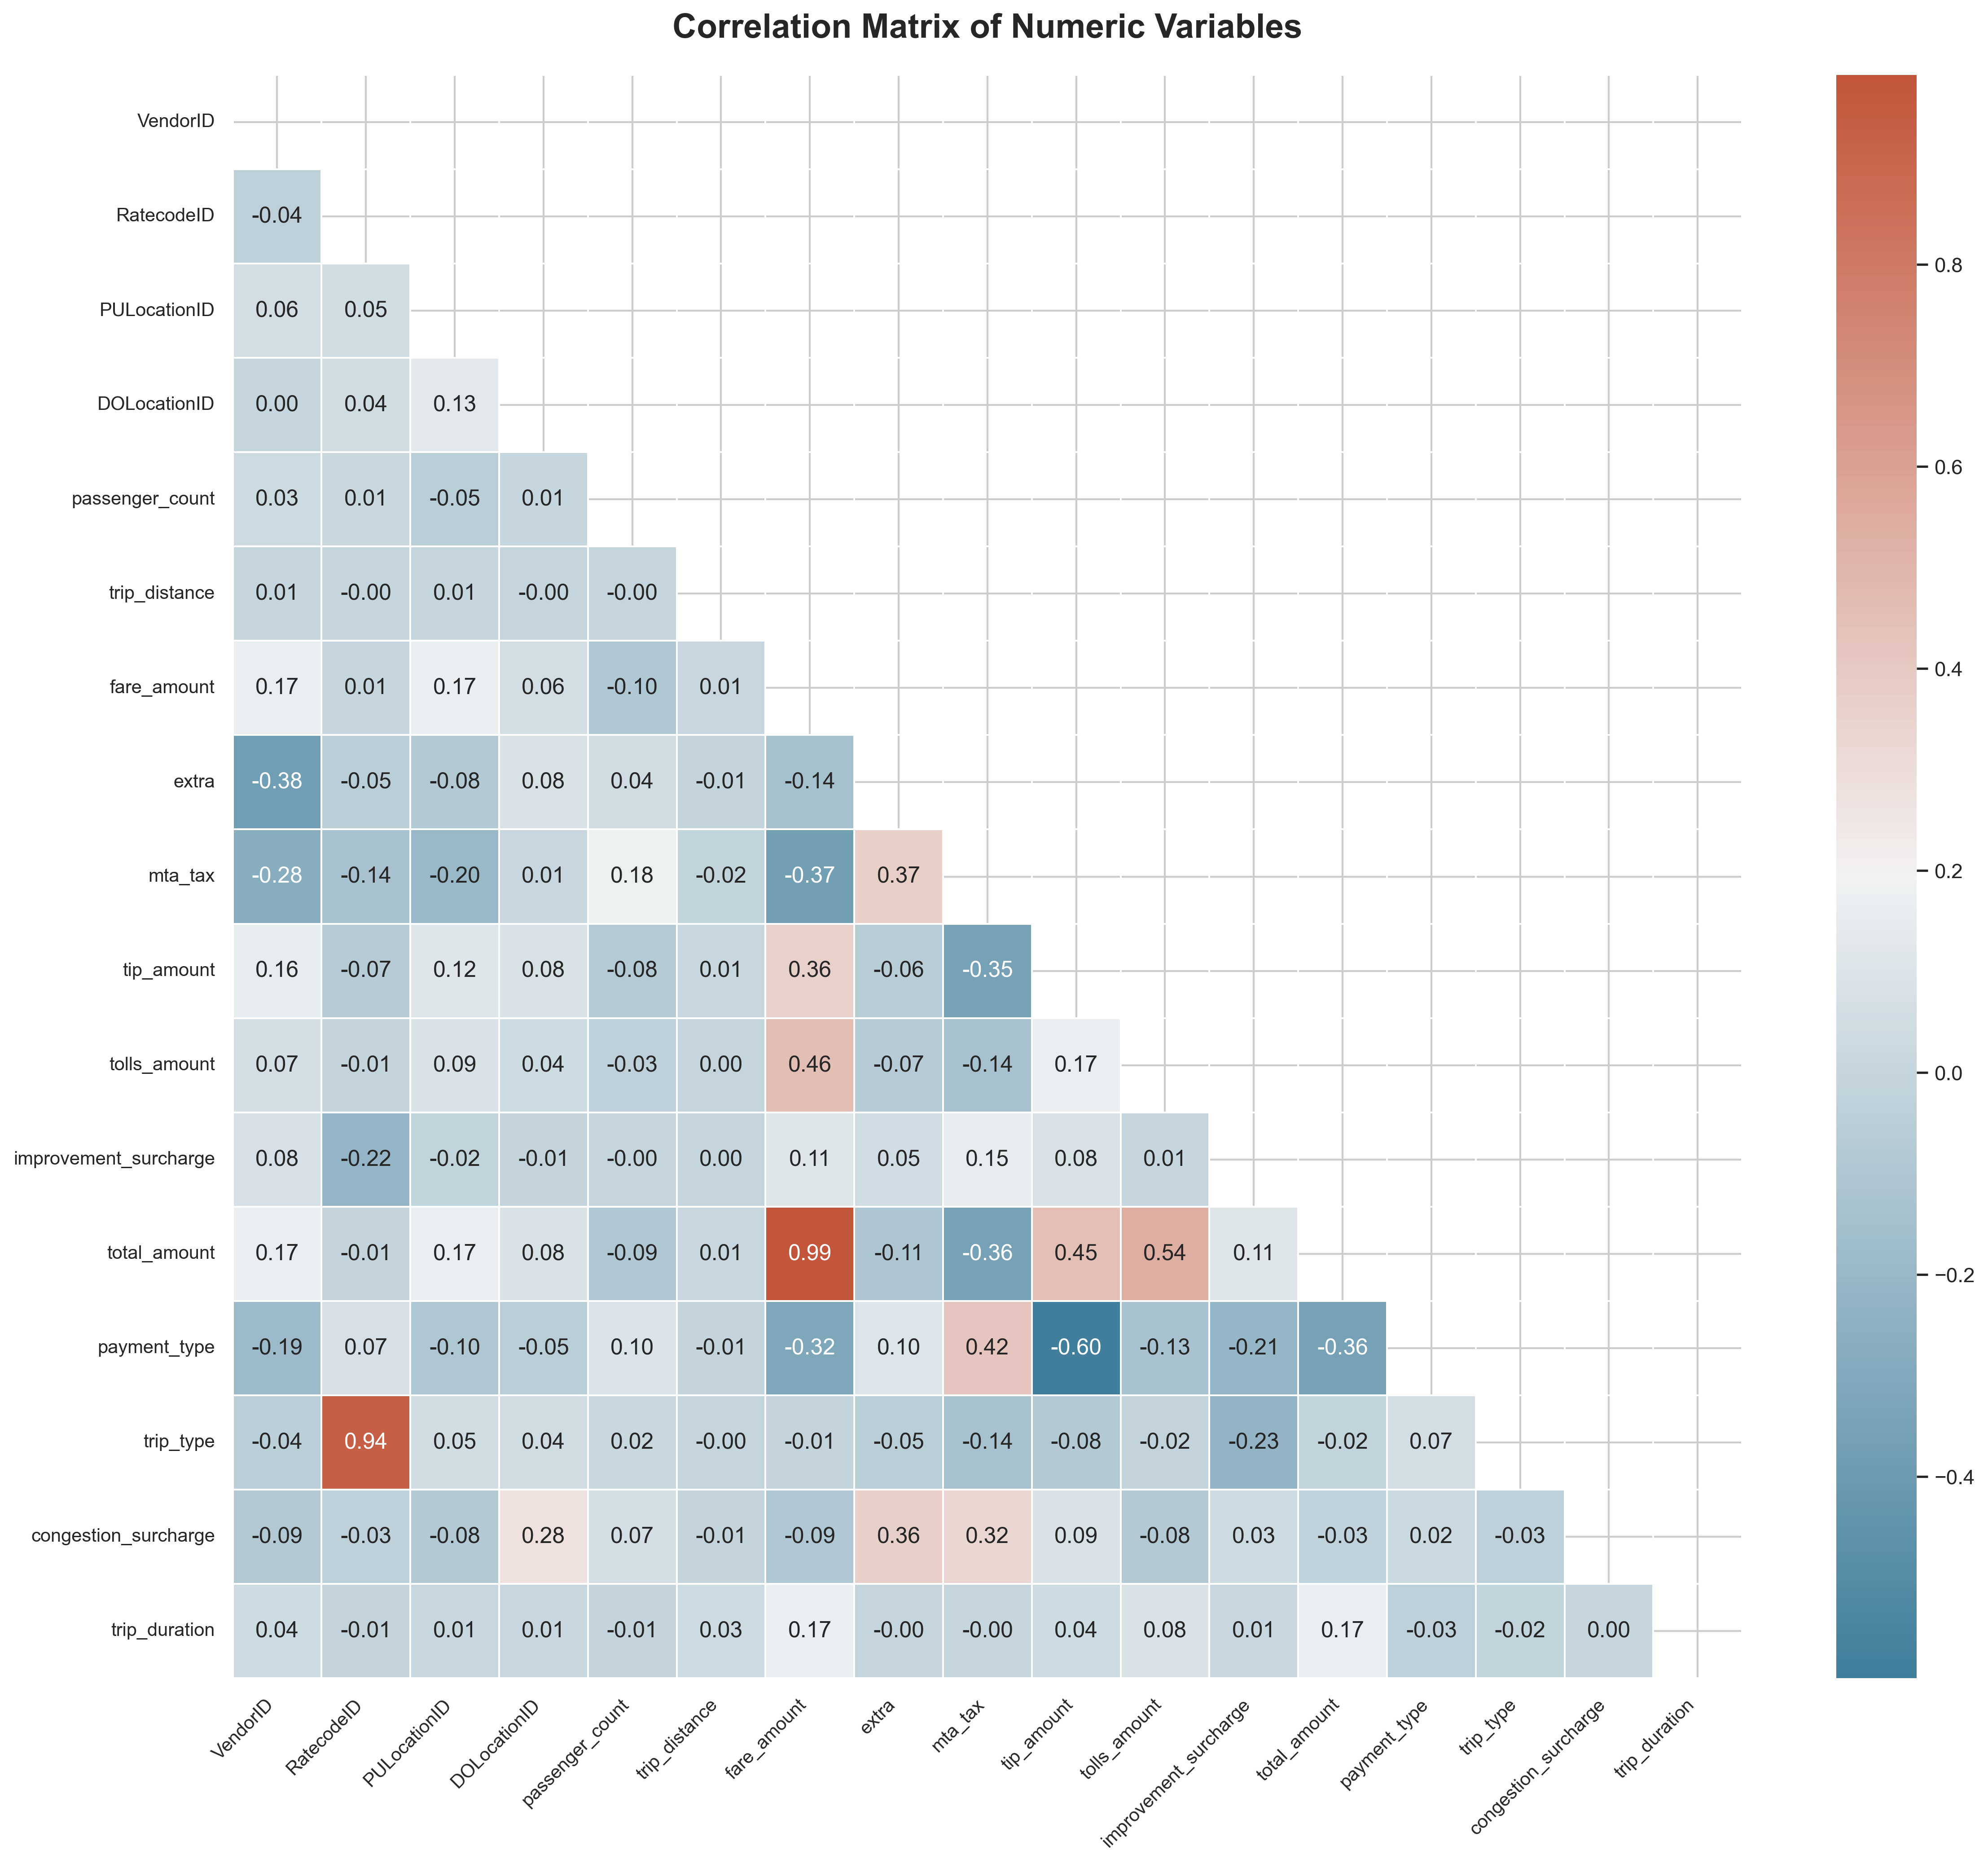 Correlation Matrix of Numeric Variables
VendorID
RatecodeID -0.04
PULocationID 0.06 0.05
DOLocationID 0.00 0.04 0.13
passenger_count 0.03 0.01 -0.05 0.01
trip_distance 0.01 -0.00 0.01 -0.00 -0.00
fare_amount 0.17 0.01 0.17 0.06 -0.10 0.01
extra -0.38 -0.05 -0.08 0.08 0.04 -0.01 -0.14
mta_tax -0.28 -0.14 -0.20 0.01 0.18 -0.02 -0.37 0.37
tip_amount 0.16 -0.07 0.12 0.08 -0.08 0.01 0.36 -0.06 -0.35
tolls_amount 0.07 -0.01 0.09 0.04 -0.03 0.00 0.46 -0.07 -0.14 0.17
improvement_surcharge 0.08 -0.22 -0.02 -0.01 -0.00 0.00 0.11 0.05 0.15 0.08 0.01
total_amount 0.17 -0.01 0.17 0.08 -0.09 0.01 0.99 -0.11 -0.36 0.45 0.54 0.11
payment_type -0.19 0.07 -0.10 -0.05 0.10 -0.01 -0.32 0.10 0.42 -0.60 -0.13 -0.21 -0.36
trip_type -0.04 0.94 0.05 0.04 0.02 -0.00 -0.01 -0.05 -0.14 -0.08 -0.02 -0.23 -0.02 0.07
congestion_surcharge -0.09 -0.03 -0.08 0.28 0.07 -0.01 -0.09 0.36 0.32 0.09 -0.08 0.03 -0.03 0.02 -0.03
trip_duration 0.04 -0.01 0.01 0.01 -0.01 0.03 0.17 -0.00 -0.00 0.04 0.08 0.01 0.17 -0.03 -0.02 0.00
VendorID
RatecodeID
PULocationID
DOLocationID
passenger_count
trip_distance
fare_amount
extra
mta_tax
tip_amount
tolls_amount
improvement_surcharge
total_amount
payment_type
trip_type
congestion_surcharge
trip_duration
0.8
0.6
0.4
0.2
0.0
−0.2
−0.4